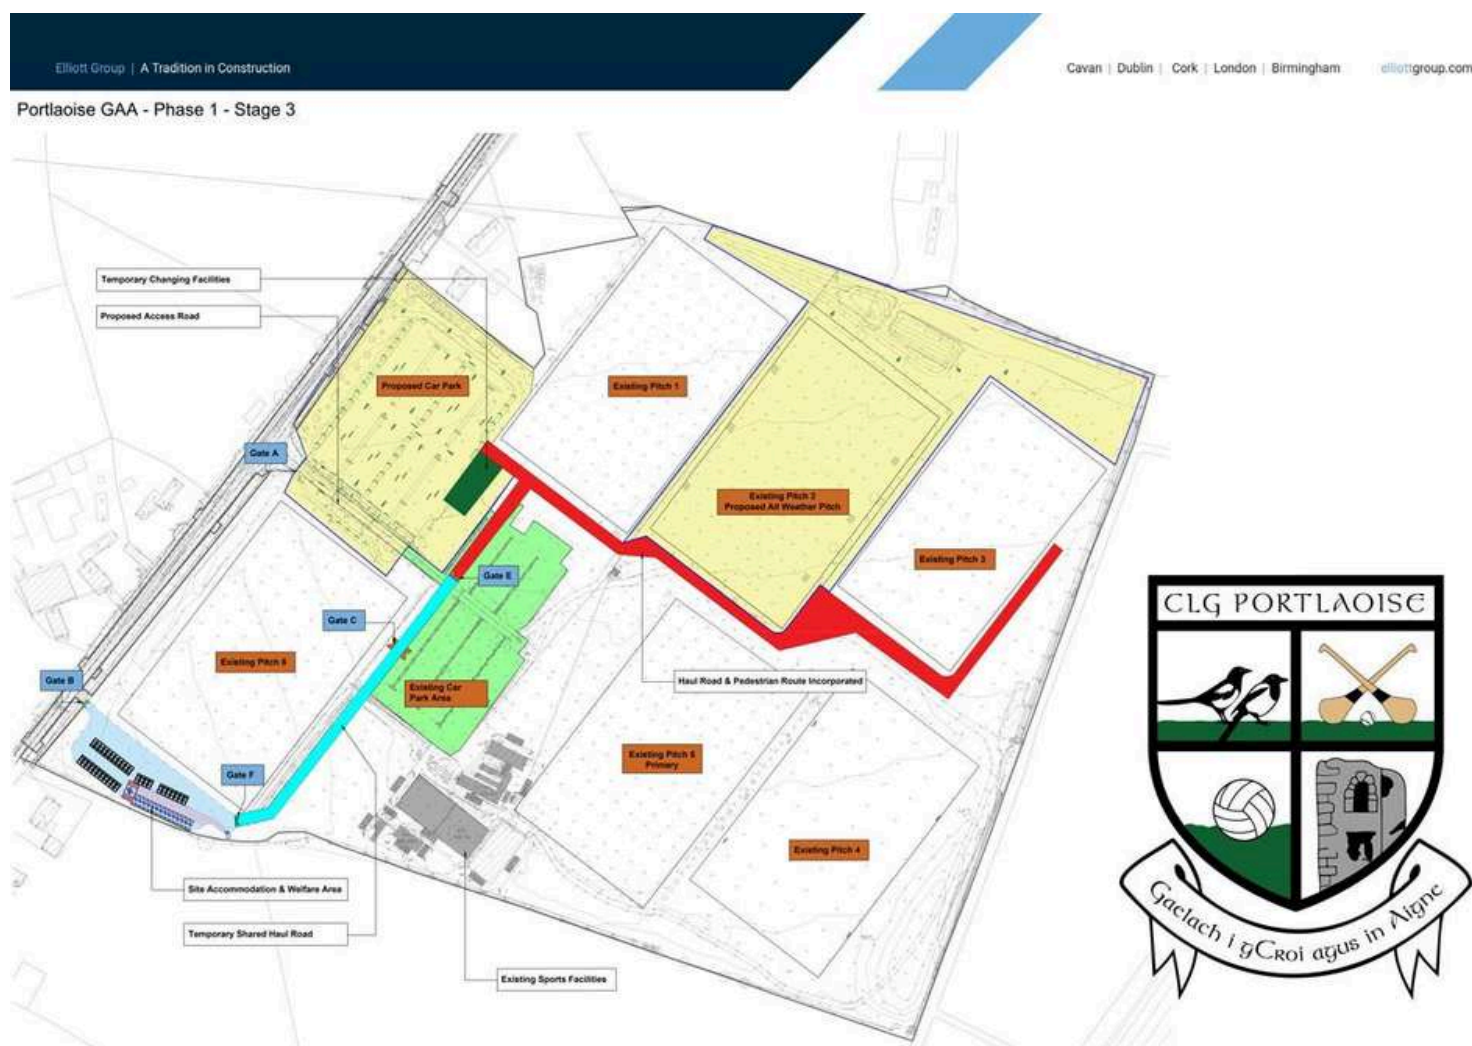 Elliott Group | A Tradition in Construction
Cavan | Dublin | Cork | London | Birmingham
elliottgroup.com
Portlaoise GAA - Phase 1 - Stage 3
Temporary Changing Facilities
Proposed Access Road
Proposed Car Park
Existing Pitch 1
Gate A
Existing Pitch 2
Proposed All Weather Pitch
Existing Pitch 3
Gate E
Gate C
Existing Pitch 6
Gate B
Existing Car
Park Area
Haul Road & Pedestrian Route Incorporated
Existing Pitch 5
Primary
Gate F
Existing Pitch 4
Site Accommodation & Welfare Area
Temporary Shared Haul Road
Existing Sports Facilities
CLG PORTLAOISE
Gaelach i gCroi agus in Aigne